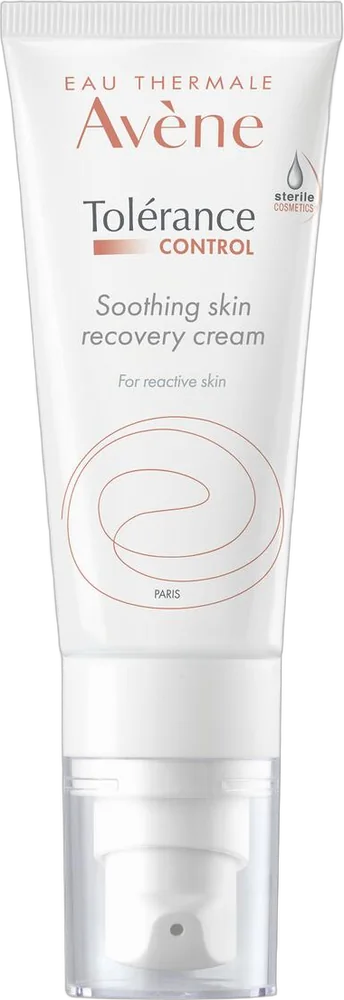 EAU THERMALE
Avène
sterile
COSMETICS
Tolérance
CONTROL
Soothing skin
recovery cream
For reactive skin
PARIS